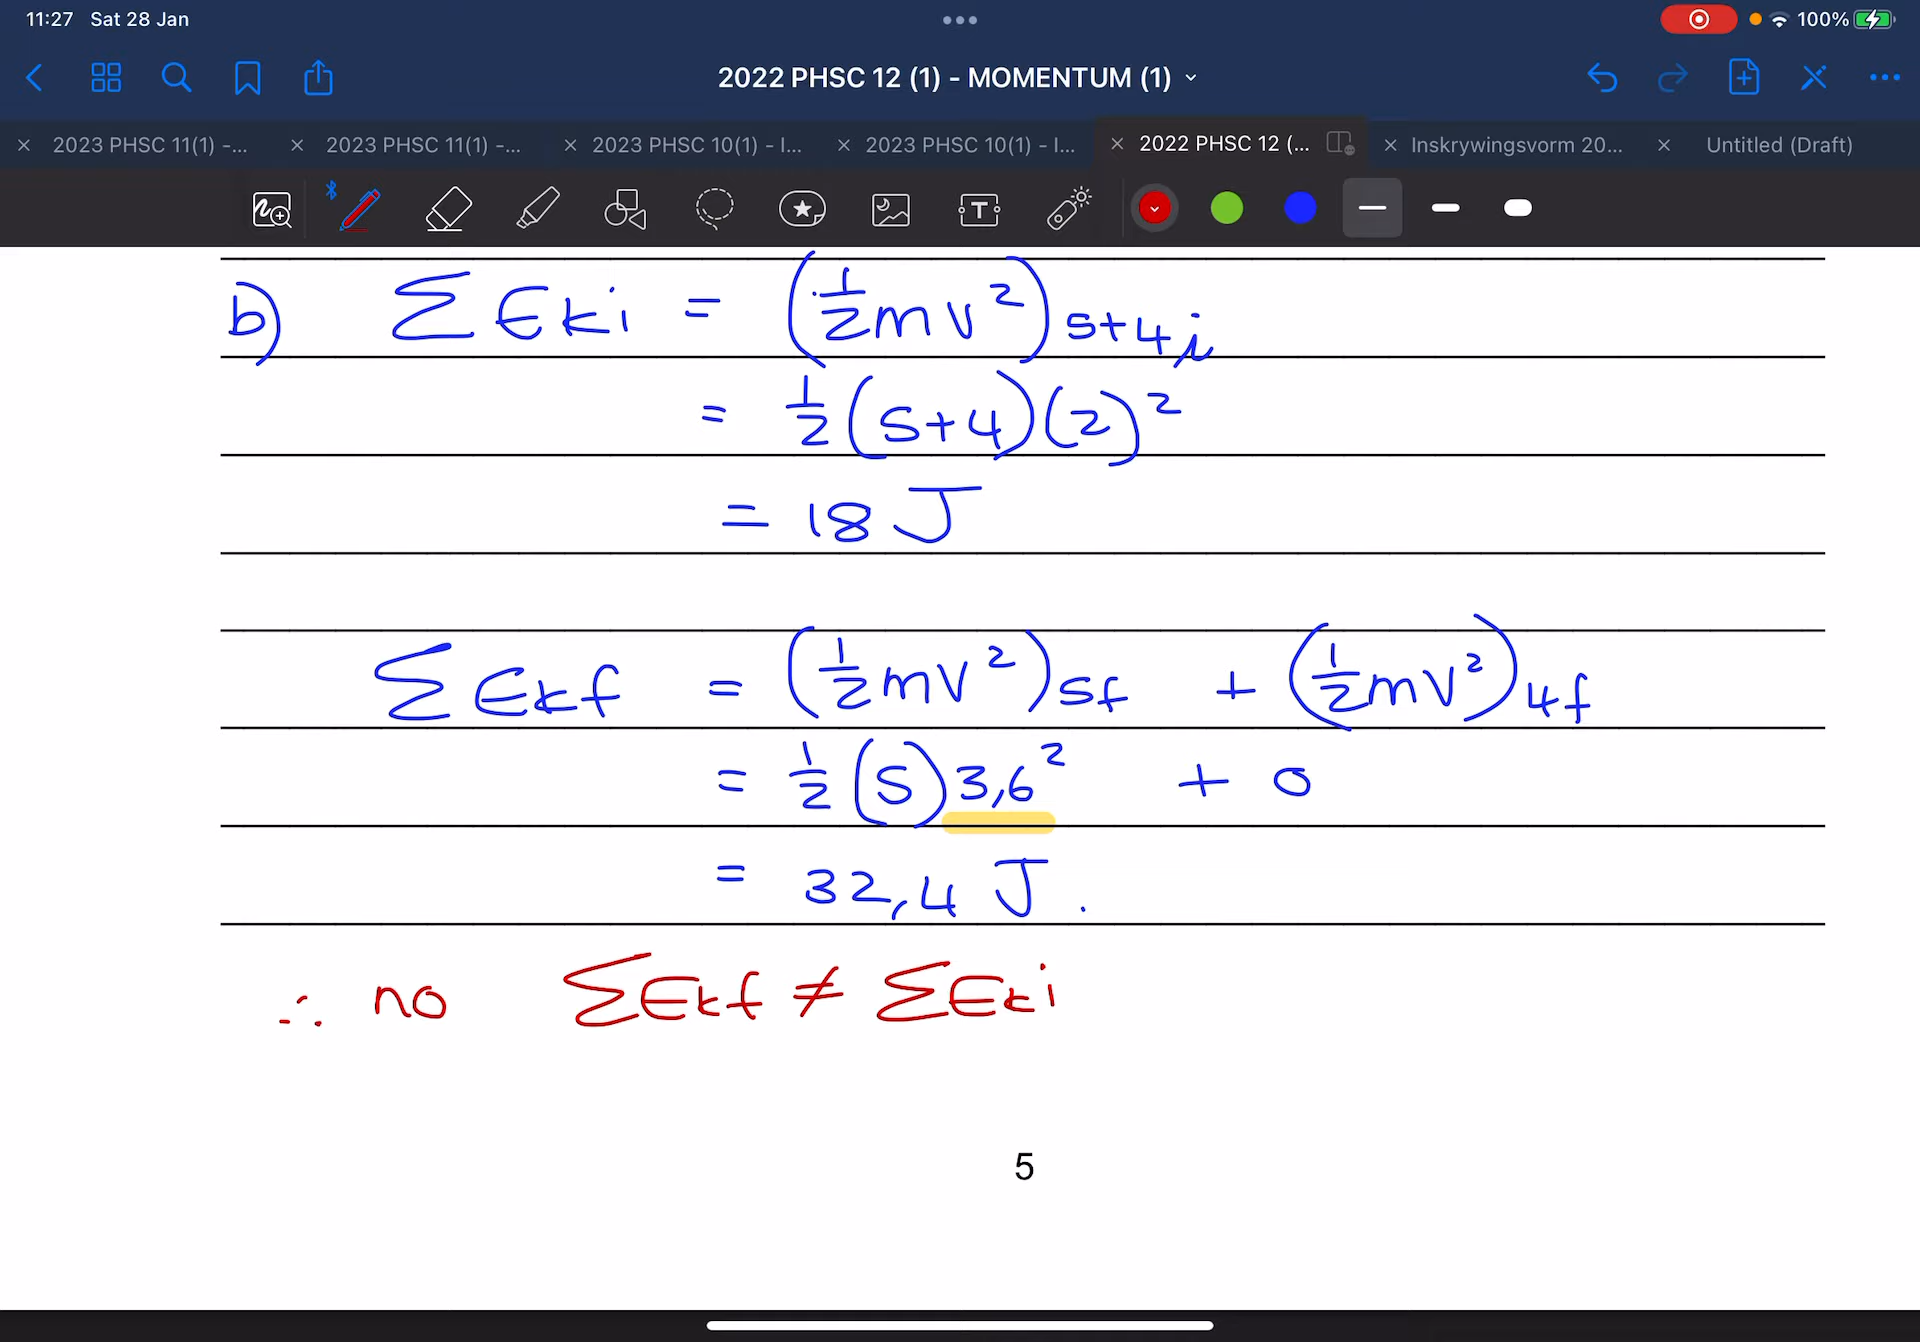 11:27 Sat 28 Jan
100%
2022 PHSC 12 (1) - MOMENTUM (1)
2023 PHSC 11(1) -...
2023 PHSC 11(1) -...
2023 PHSC 10(1) - I...
2023 PHSC 10(1) - I...
2022 PHSC 12 (...
Inskrywingsvorm 20...
Untitled (Draft)
b) ΣEki = (½mv²)5+4i
= ½(5+4)(2)²
= 18 J
ΣEkf = (½mv²)5f + (½mv²)4f
= ½(5)3,6² + 0
= 32,4 J.
∴ no ΣEkf ≠ ΣEki
5